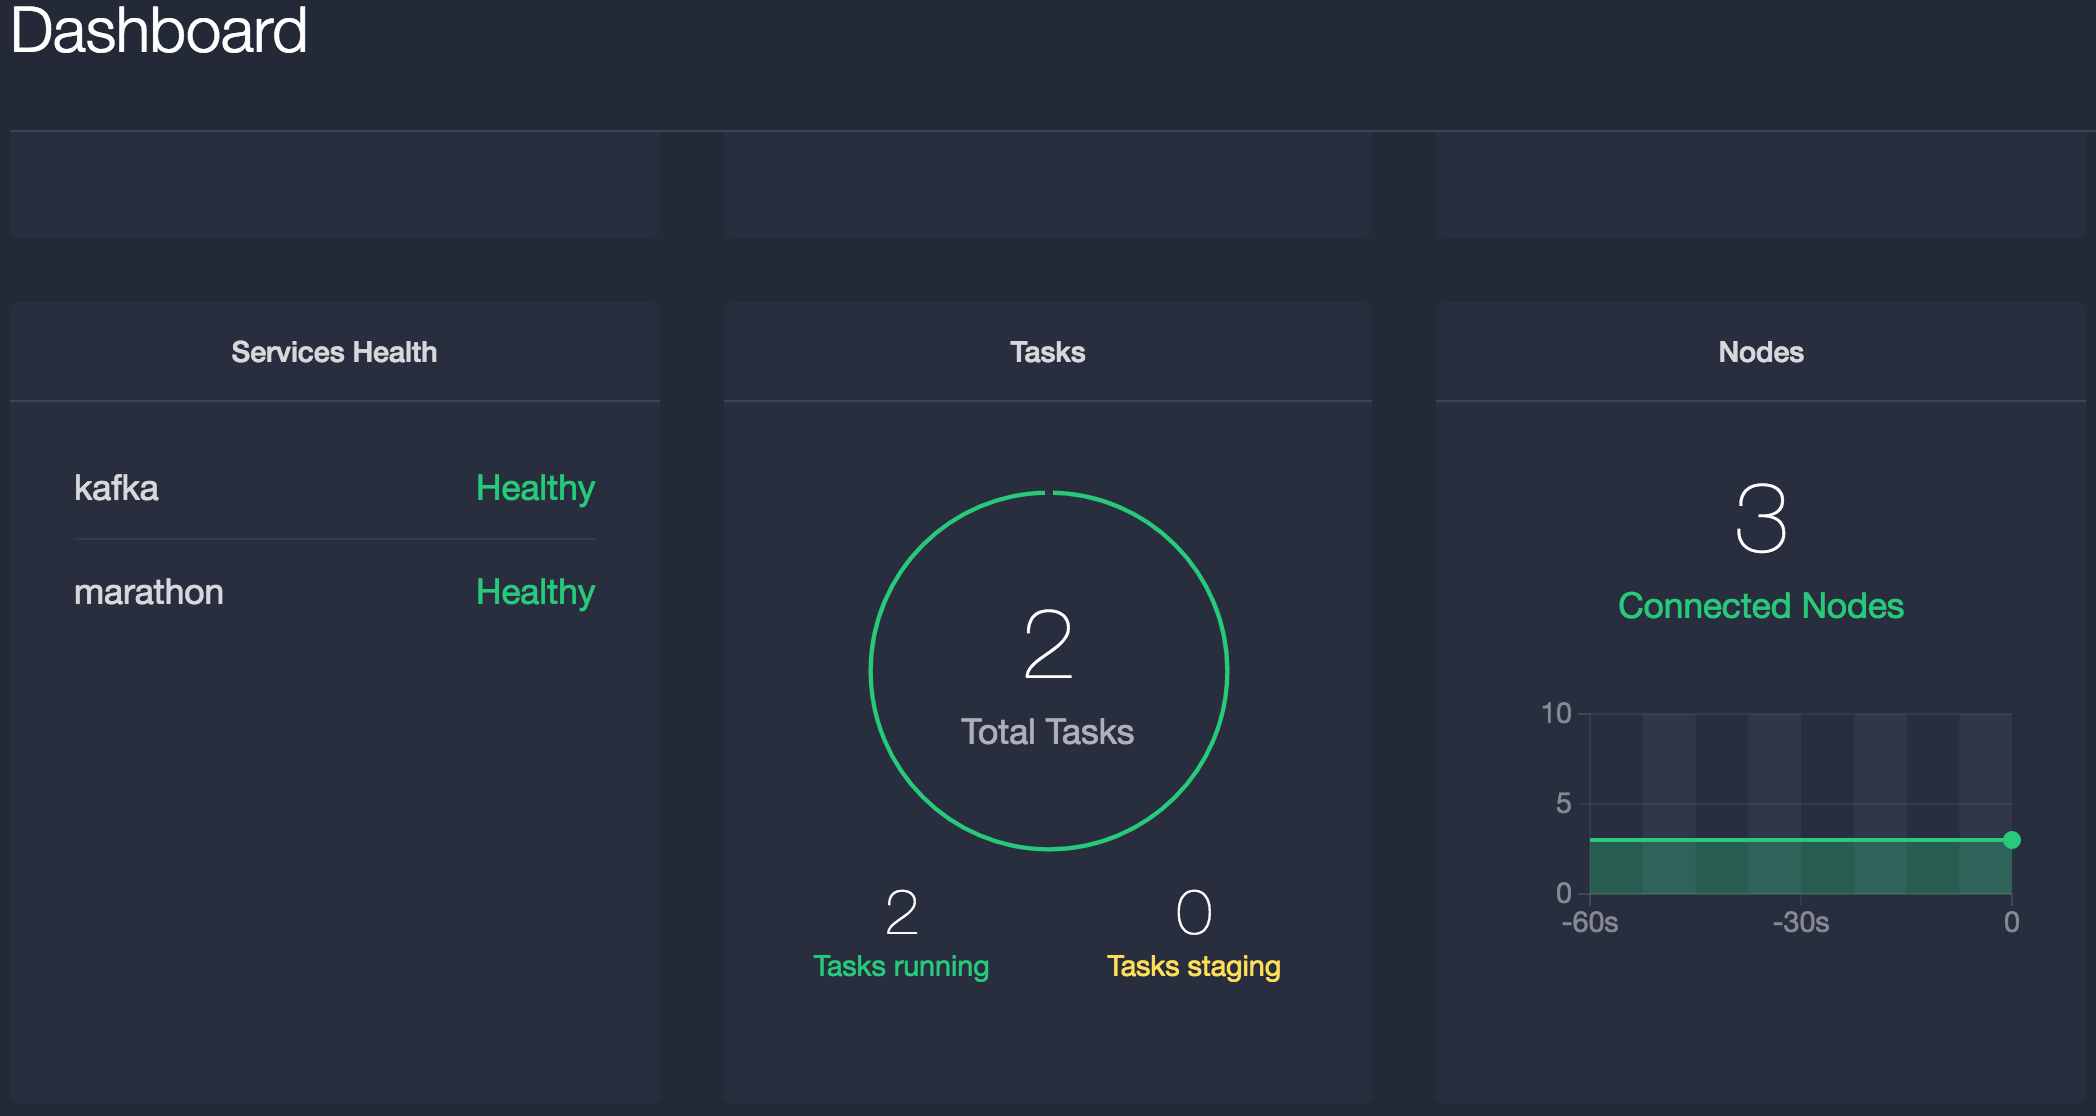 Dashboard
Services Health
kafka Healthy
marathon Healthy
Tasks
2
Total Tasks
2
Tasks running
0
Tasks staging
Nodes
3
Connected Nodes
10
5
0
-60s -30s 0